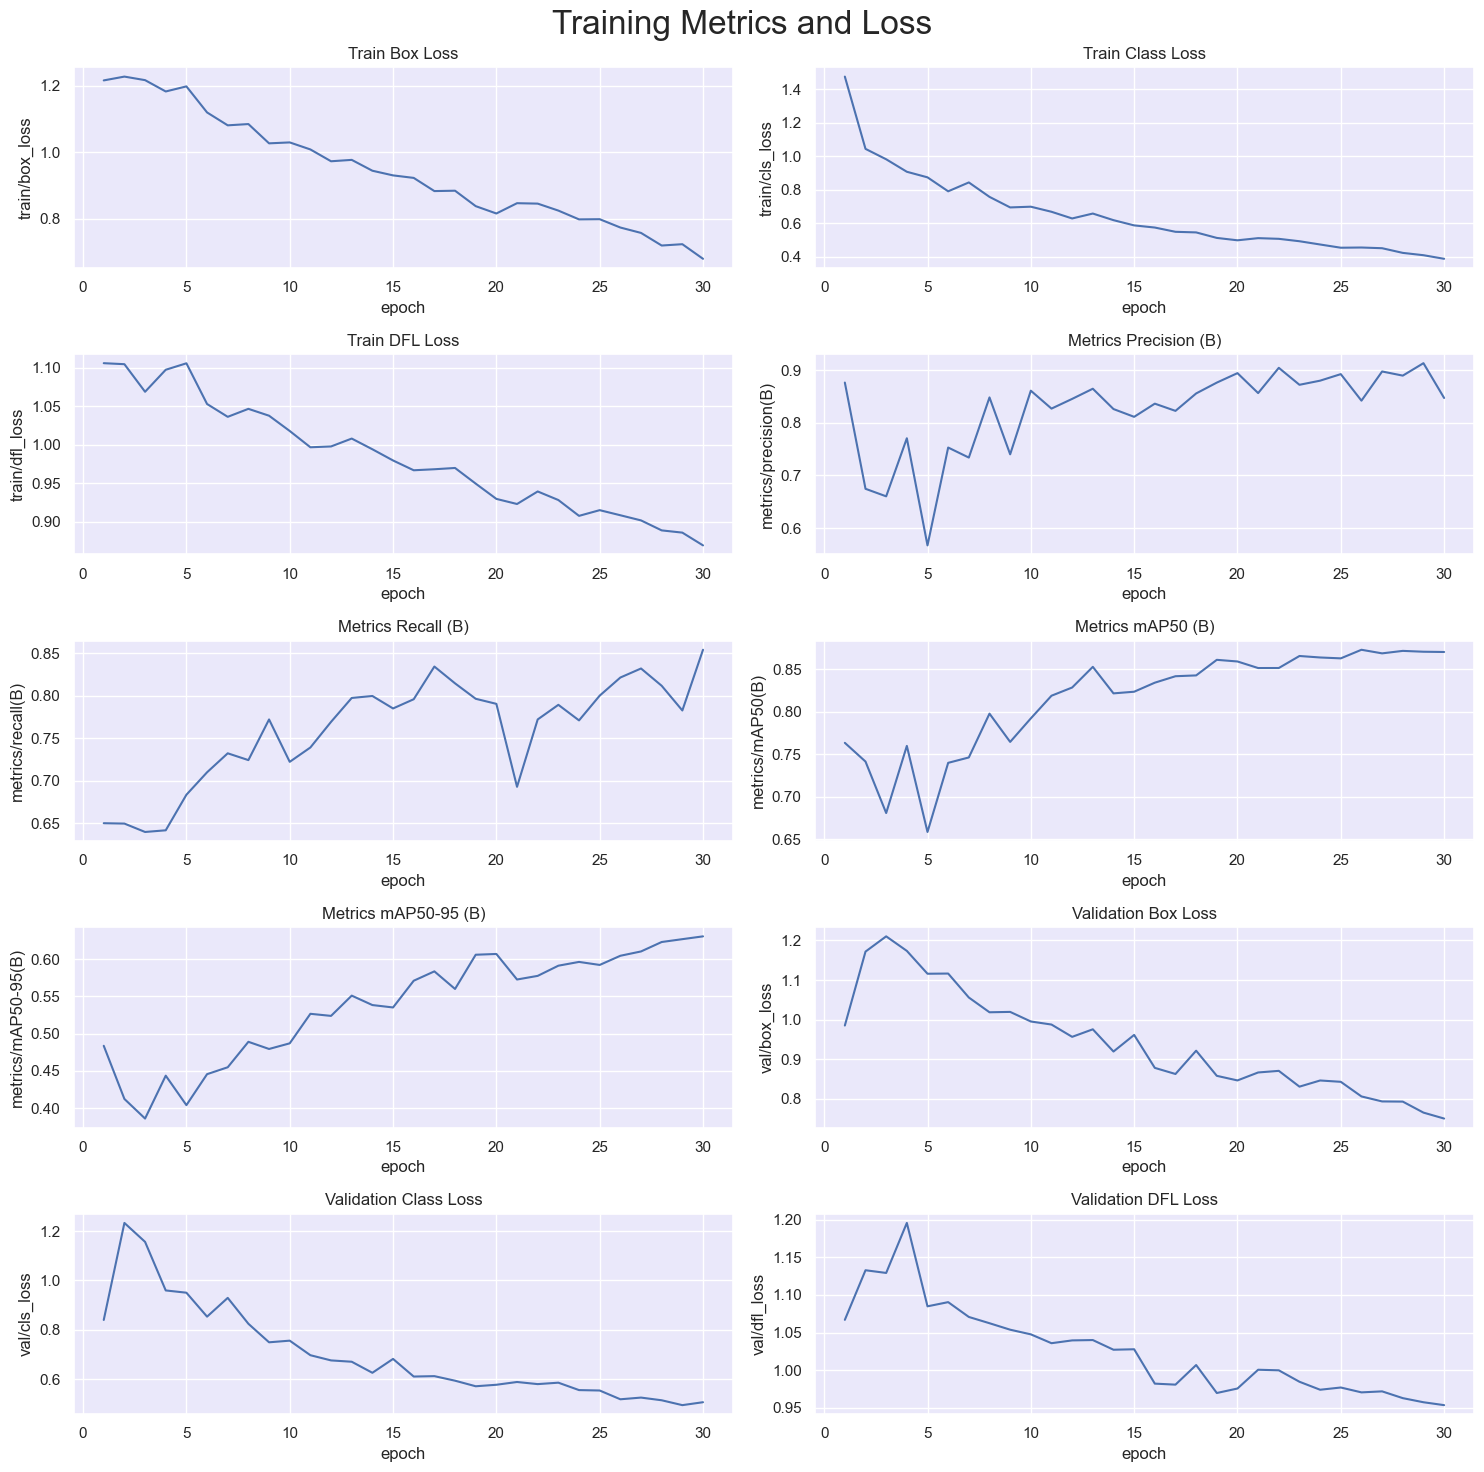 Training Metrics and Loss
Train Box Loss
train/box_loss
1.2
1.0
0.8
0 5 10 15 20 25 30
epoch
Train Class Loss
train/cls_loss
1.4
1.2
1.0
0.8
0.6
0.4
0 5 10 15 20 25 30
epoch
Train DFL Loss
train/dfl_loss
1.10
1.05
1.00
0.95
0.90
0 5 10 15 20 25 30
epoch
Metrics Precision (B)
metrics/precision(B)
0.9
0.8
0.7
0.6
0 5 10 15 20 25 30
epoch
Metrics Recall (B)
metrics/recall(B)
0.85
0.80
0.75
0.70
0.65
0 5 10 15 20 25 30
epoch
Metrics mAP50 (B)
metrics/mAP50(B)
0.85
0.80
0.75
0.70
0.65
0 5 10 15 20 25 30
epoch
Metrics mAP50-95 (B)
metrics/mAP50-95(B)
0.60
0.55
0.50
0.45
0.40
0 5 10 15 20 25 30
epoch
Validation Box Loss
val/box_loss
1.2
1.1
1.0
0.9
0.8
0 5 10 15 20 25 30
epoch
Validation Class Loss
val/cls_loss
1.2
1.0
0.8
0.6
0 5 10 15 20 25 30
epoch
Validation DFL Loss
val/dfl_loss
1.20
1.15
1.10
1.05
1.00
0.95
0 5 10 15 20 25 30
epoch